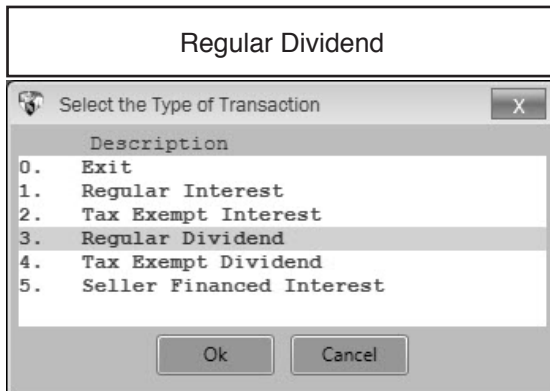 Regular Dividend
Select the Type of Transaction X
Description
0. Exit
1. Regular Interest
2. Tax Exempt Interest
3. Regular Dividend
4. Tax Exempt Dividend
5. Seller Financed Interest
Ok Cancel